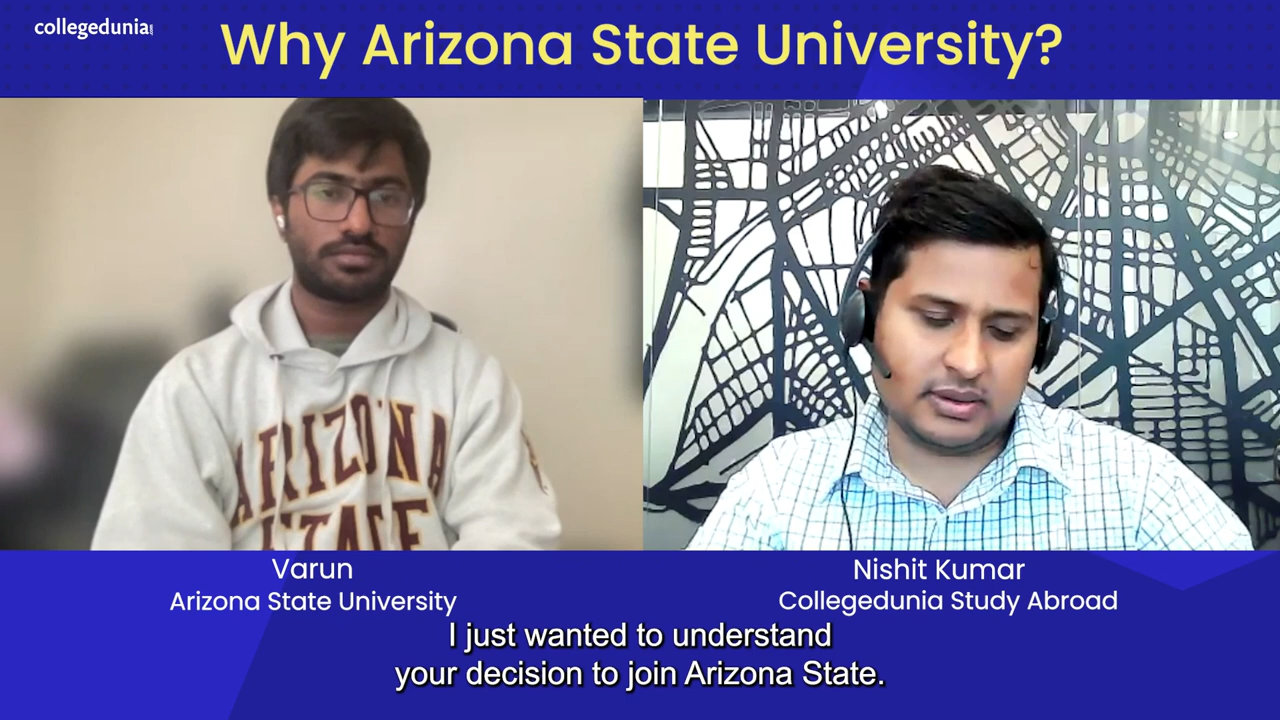 collegedunia
Why Arizona State University?
ARIZONA
STATE
Varun
Arizona State University
Nishit Kumar
Collegedunia Study Abroad
I just wanted to understand
your decision to join Arizona State.